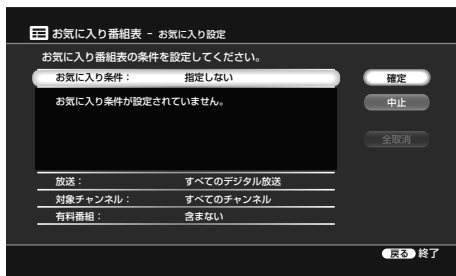 お気に入り番組表 - お気に入り設定
お気に入り番組表の条件を設定してください。
お気に入り条件： 指定しない
確定
お気に入り条件が設定されていません。
中止
全取消
放送： すべてのデジタル放送
対象チャンネル： すべてのチャンネル
有料番組： 含まない
戻る 終了